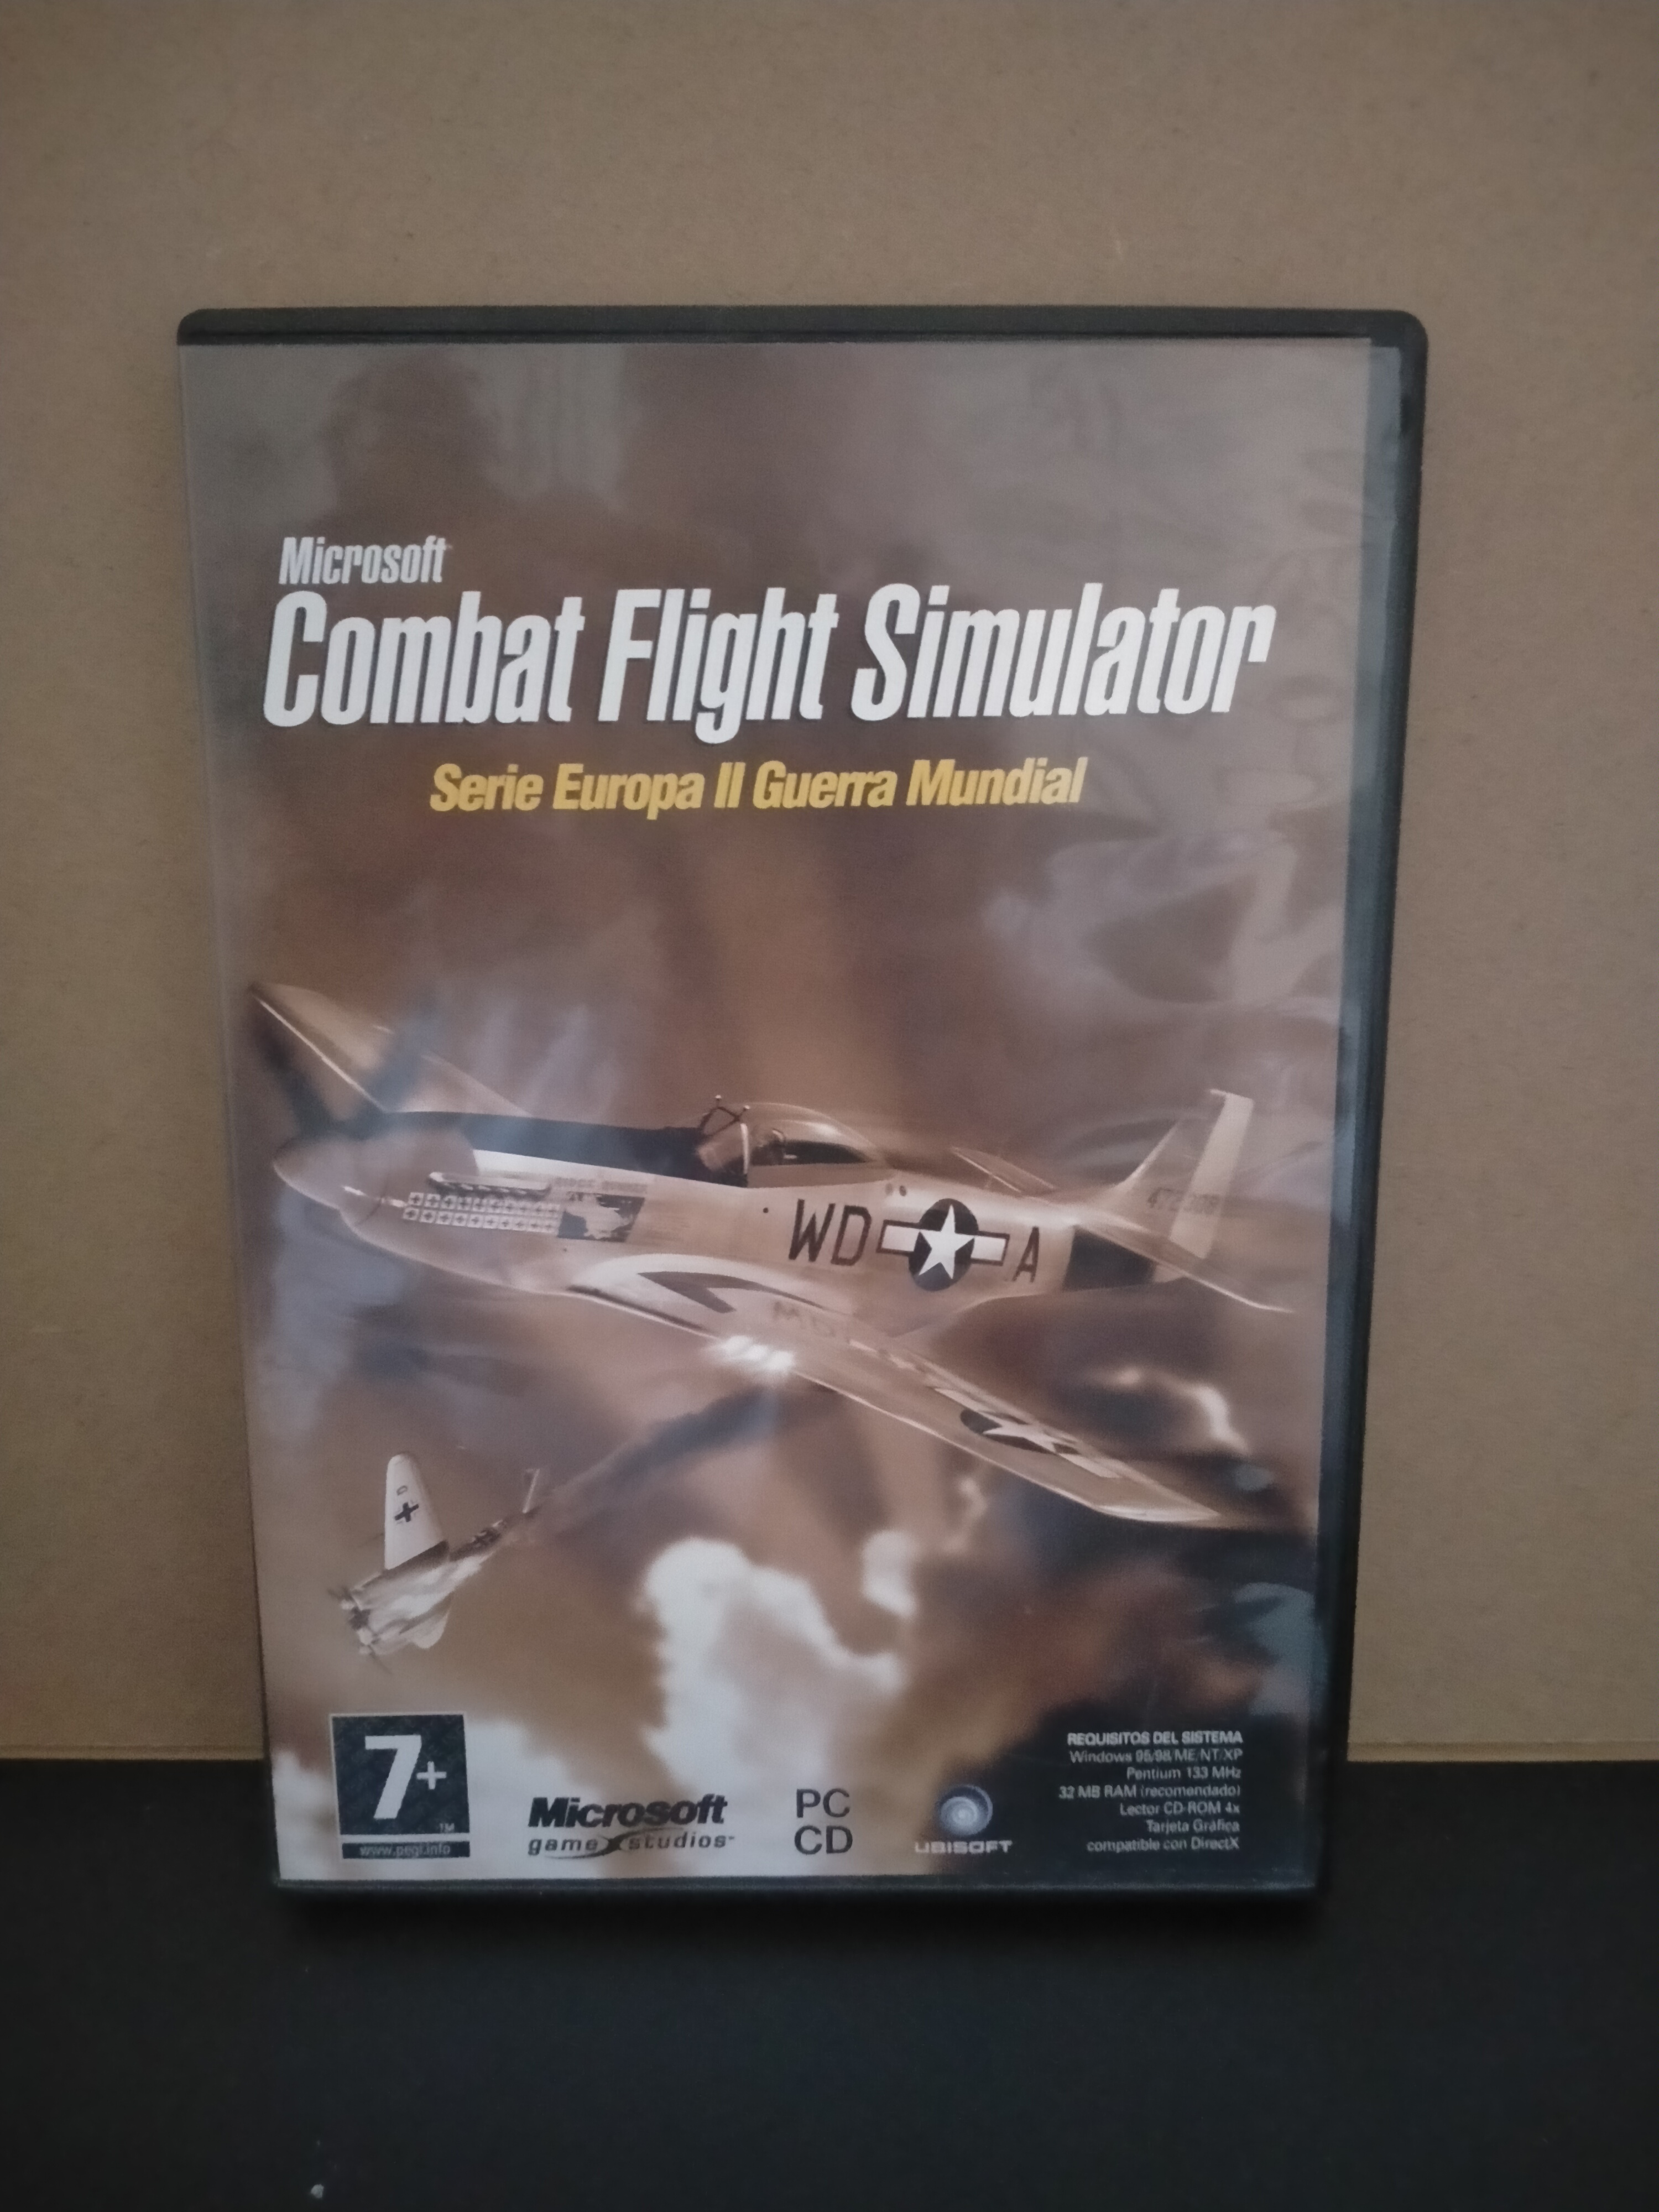 Microsoft
Combat Flight Simulator
Serie Europa II Guerra Mundial
WD A
7+
™
www.pegi.info
Microsoft
game studios™
PC
CD
UBISOFT
REQUISITOS DEL SISTEMA
Windows 95/98/ME/NT/XP
Pentium 133 MHz
32 MB RAM (recomendado)
Lector CD-ROM 4x
Tarjeta Gráfica
compatible con DirectX